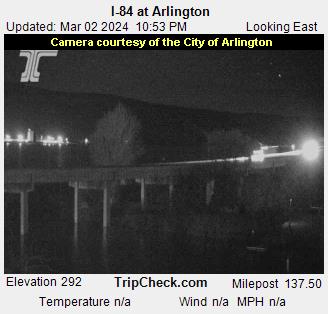 I-84 at Arlington
Updated: Mar 02 2024 10:53 PM Looking East
Camera courtesy of the City of Arlington
Elevation 292 TripCheck.com Milepost 137.50
Temperature n/a Wind n/a MPH n/a